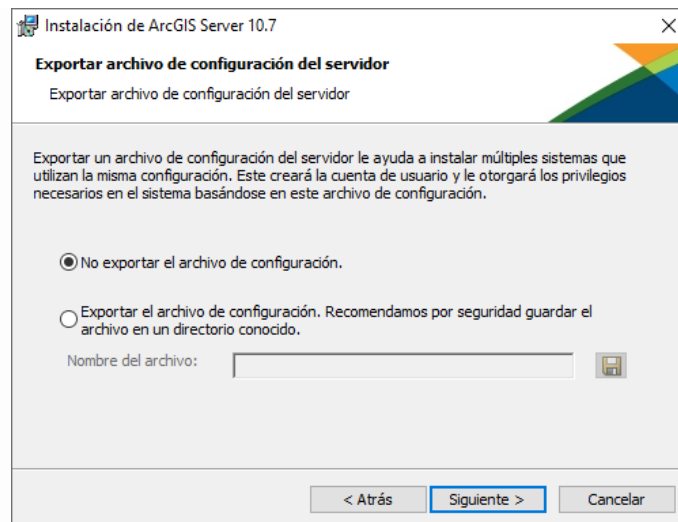 Instalación de ArcGIS Server 10.7
Exportar archivo de configuración del servidor
Exportar archivo de configuración del servidor
Exportar un archivo de configuración del servidor le ayuda a instalar múltiples sistemas que
utilizan la misma configuración. Este creará la cuenta de usuario y le otorgará los privilegios
necesarios en el sistema basándose en este archivo de configuración.
No exportar el archivo de configuración.
Exportar el archivo de configuración. Recomendamos por seguridad guardar el
archivo en un directorio conocido.
Nombre del archivo:
< Atrás Siguiente > Cancelar